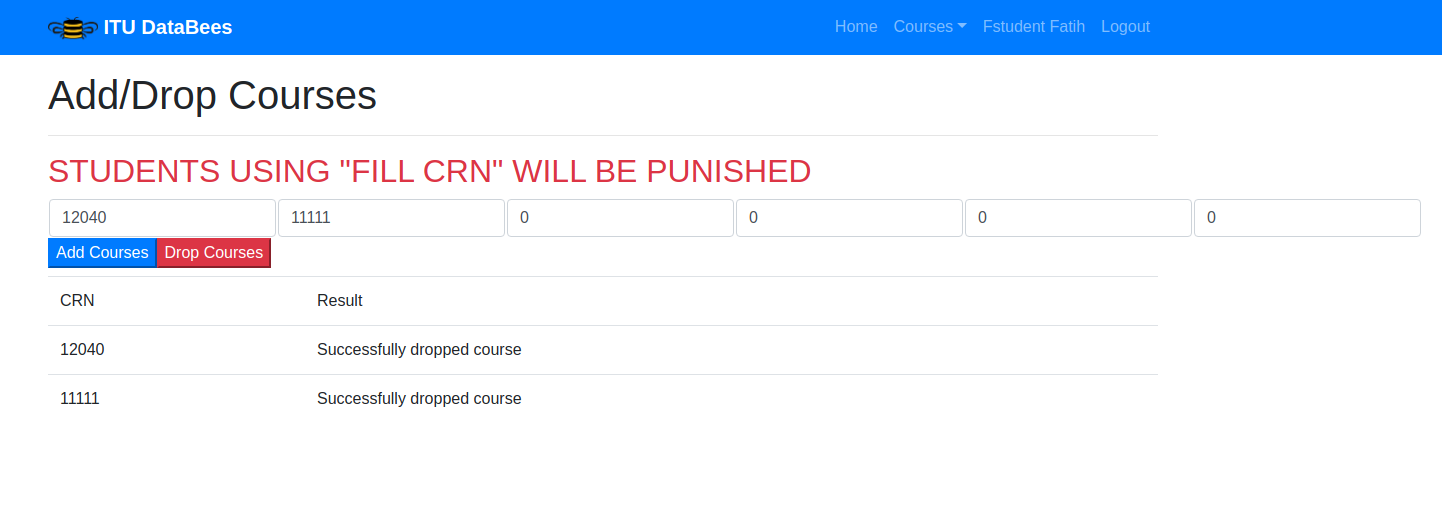 ITU DataBees Home Courses Fstudent Fatih Logout
Add/Drop Courses
STUDENTS USING "FILL CRN" WILL BE PUNISHED
12040 11111 0 0 0 0
Add Courses Drop Courses
CRN Result
12040 Successfully dropped course
11111 Successfully dropped course